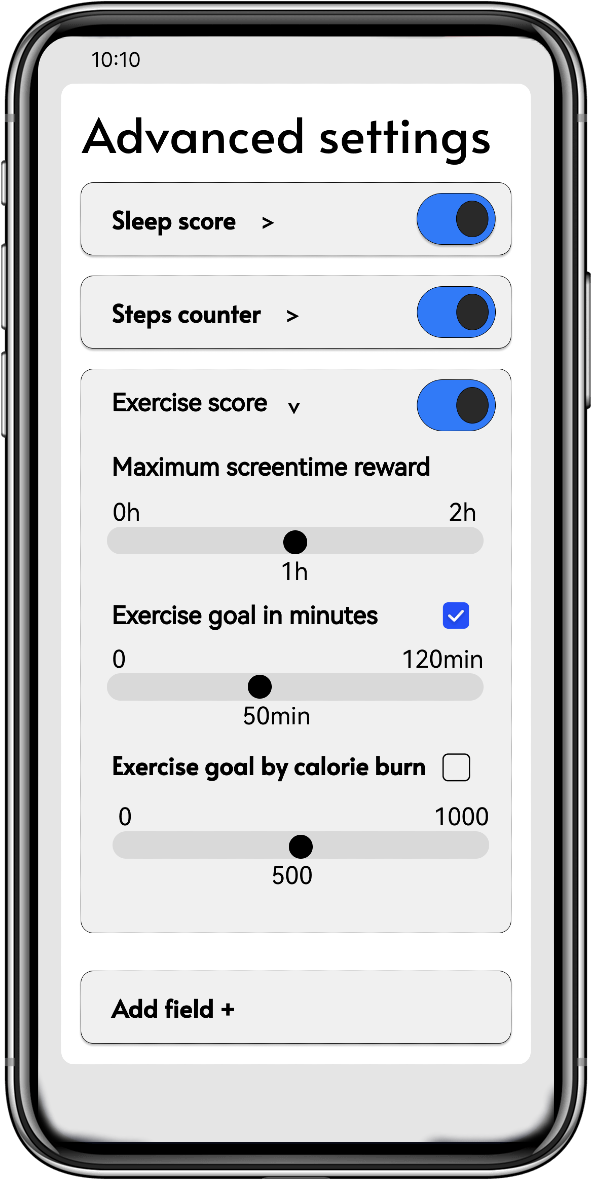 10:10
Advanced settings
Sleep score >
Steps counter >
Exercise score v
Maximum screentime reward
0h 2h
1h
Exercise goal in minutes
0 120min
50min
Exercise goal by calorie burn
0 1000
500
Add field +